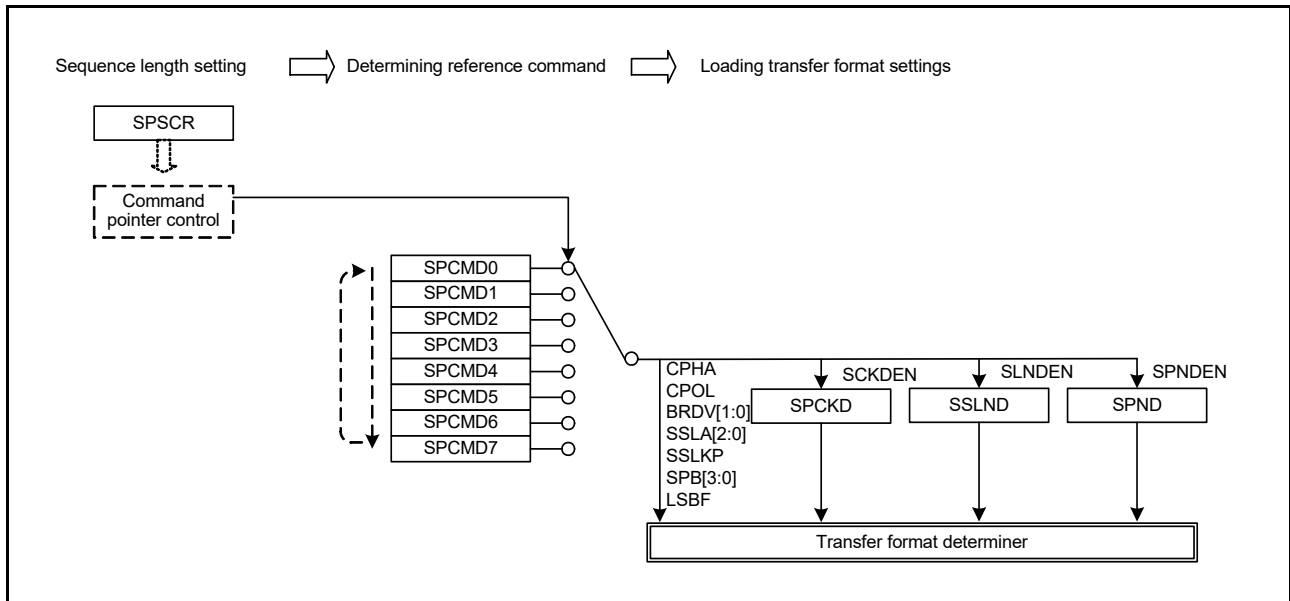 Sequence length setting
Determining reference command
Loading transfer format settings
SPSCR
Command
pointer control
SPCMD0
SPCMD1
SPCMD2
SPCMD3
SPCMD4
SPCMD5
SPCMD6
SPCMD7
CPHA
CPOL
BRDV[1:0]
SSLA[2:0]
SSLKP
SPB[3:0]
LSBF
SCKDEN
SPCKD
SLNDEN
SSLND
SPNDEN
SPND
Transfer format determiner